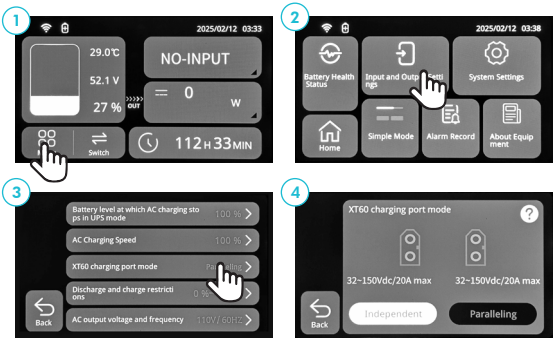 1
2025/02/12 03:33
29.0℃
52.1 V
27 %
>>>>>
OUT
NO-INPUT
0
W
Switch
112 H 33 MIN
2
2025/02/12 03:38
Battery Health
Status
Input and Outp Setti
ngs
System Settings
Home
Simple Mode
Alarm Record
About Equip
ment
3
Battery level at which AC charging sto
ps in UPS mode
100 %
AC Charging Speed
100 %
XT60 charging port mode
Paralleling
Discharge and charge restricti
ons
0 %
AC output voltage and frequency
110V/ 60HZ
Back
4
XT60 charging port mode
?
32~150Vdc/20A max
32~150Vdc/20A max
Independent
Paralleling
Back